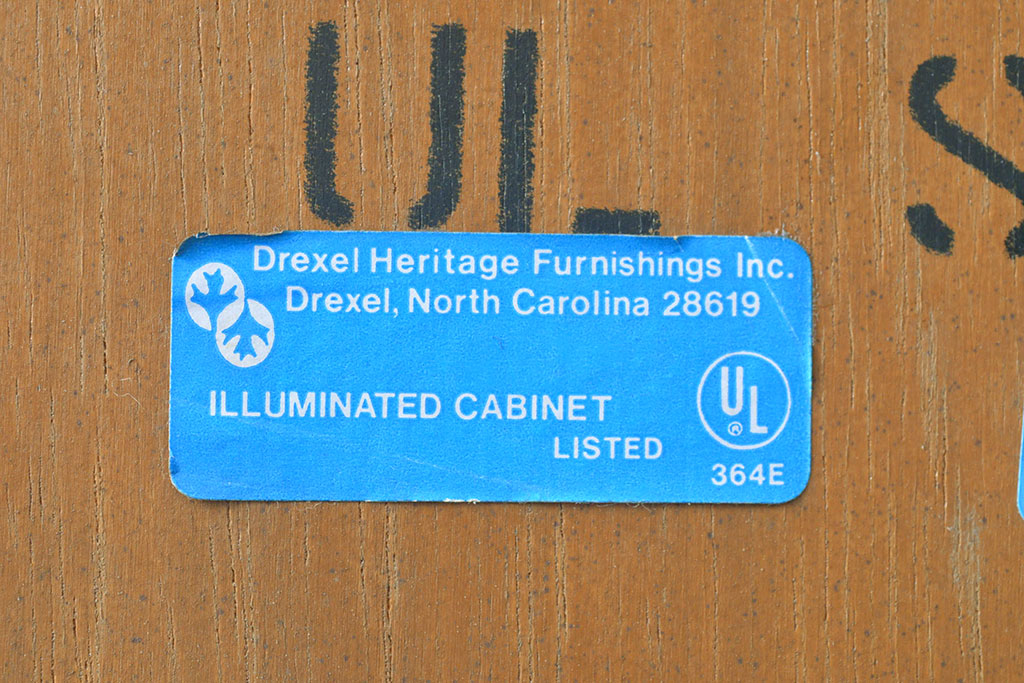 UL
Drexel Heritage Furnishings Inc.
Drexel, North Carolina 28619
ILLUMINATED CABINET
LISTED
UL
®
364E